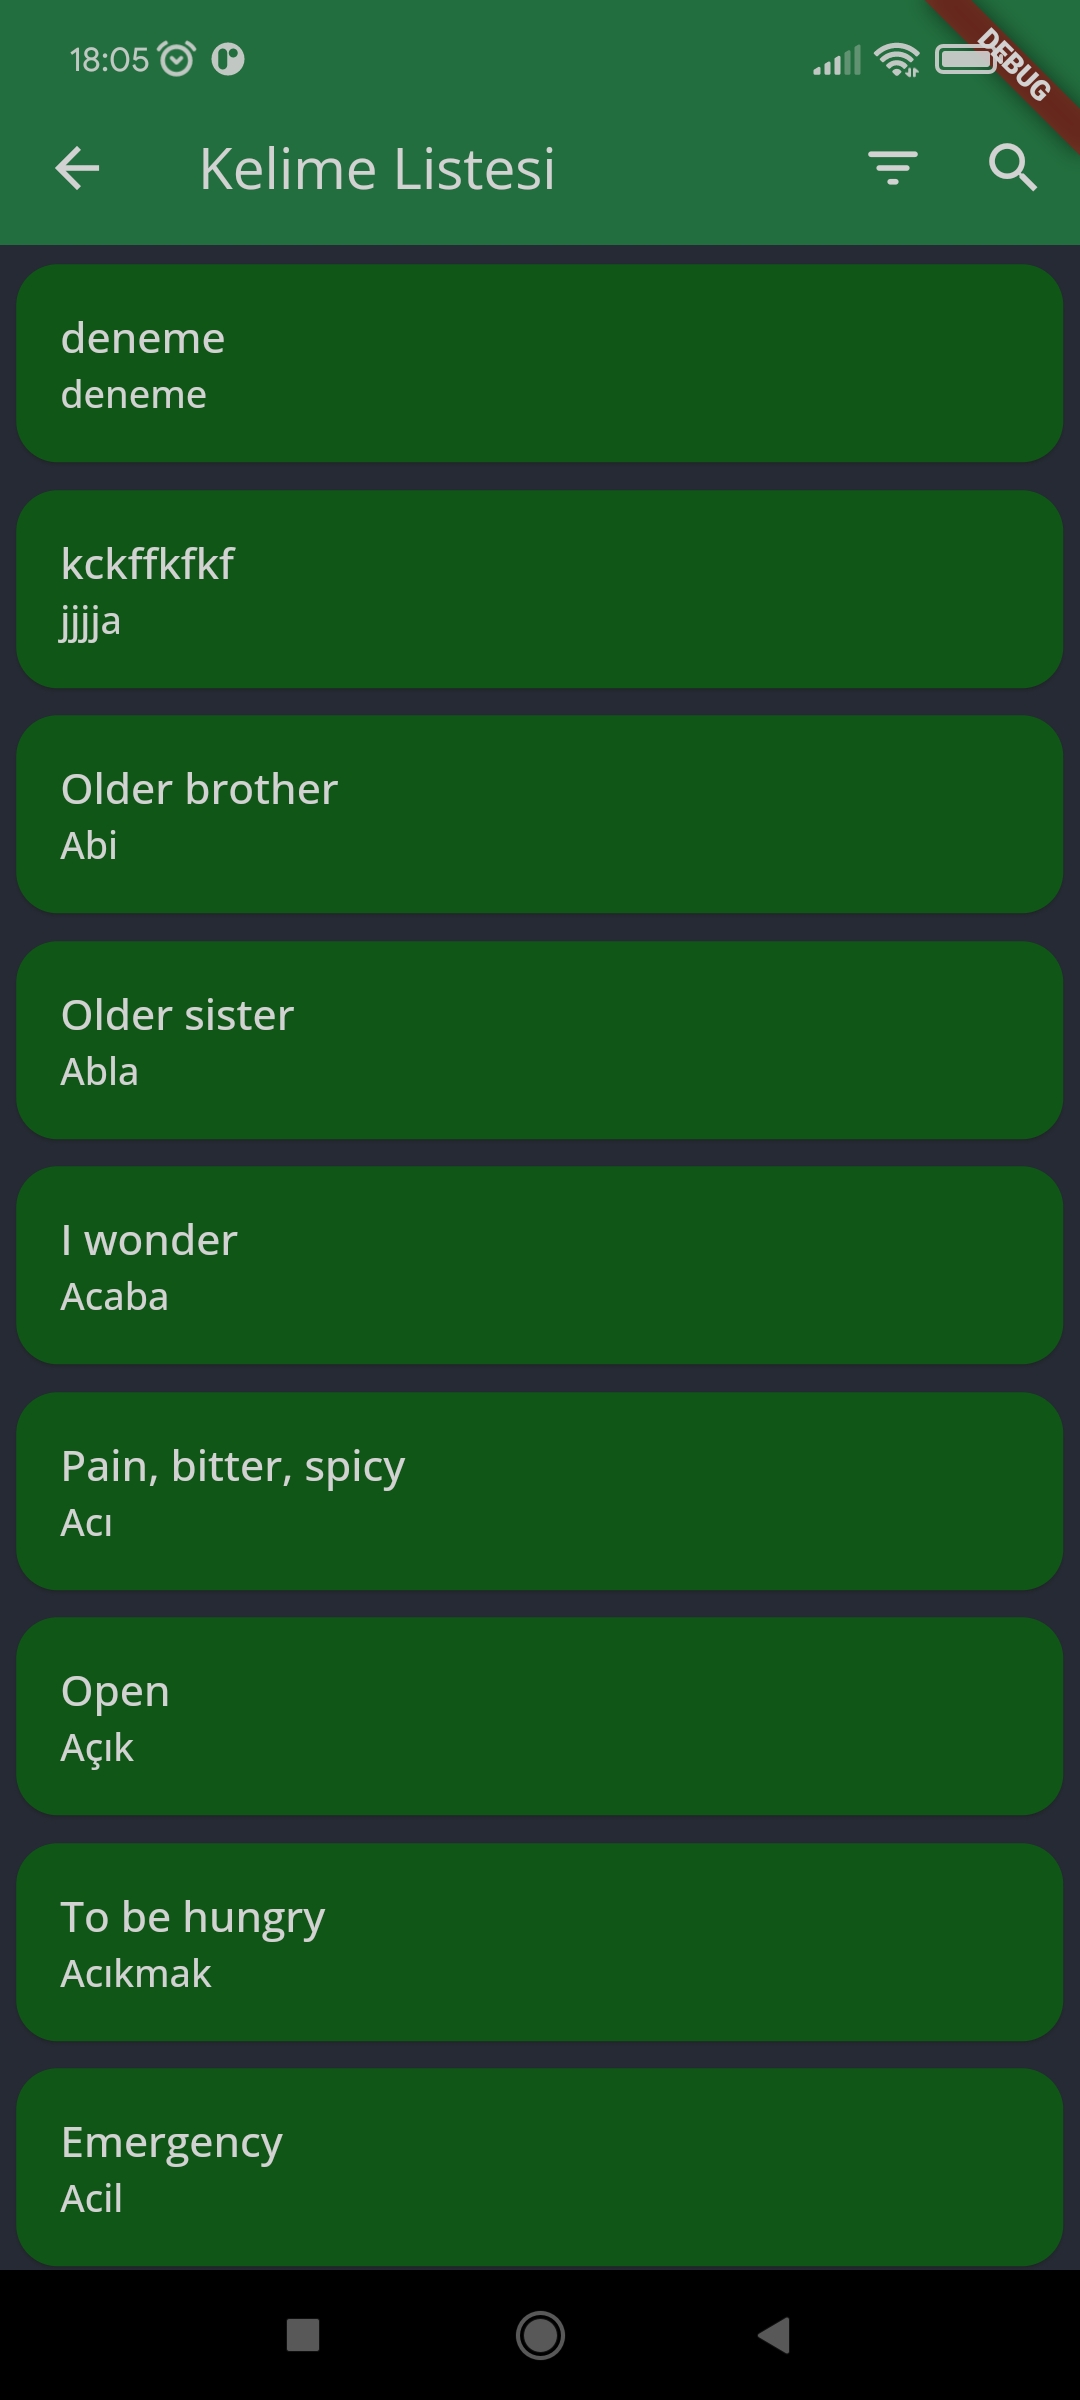 18:05
DEBUG
Kelime Listesi
deneme
deneme
kckffkfkf
jjjja
Older brother
Abi
Older sister
Abla
I wonder
Acaba
Pain, bitter, spicy
Acı
Open
Açık
To be hungry
Acıkmak
Emergency
Acil